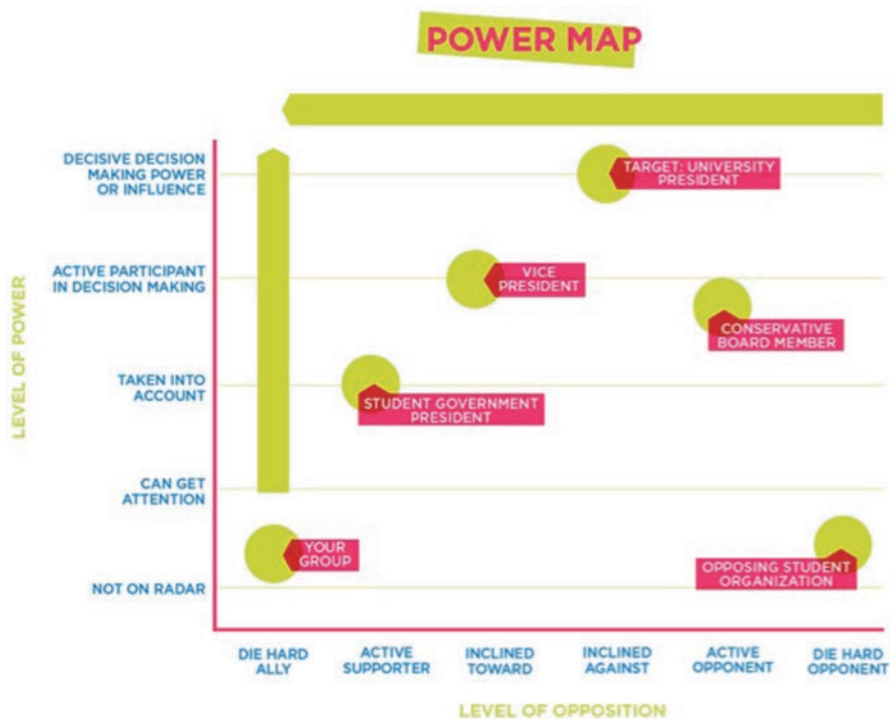 POWER MAP
DECISIVE DECISION
MAKING POWER
OR INFLUENCE
TARGET: UNIVERSITY
PRESIDENT
ACTIVE PARTICIPANT
IN DECISION MAKING
VICE
PRESIDENT
CONSERVATIVE
BOARD MEMBER
LEVEL OF POWER
TAKEN INTO
ACCOUNT
STUDENT GOVERNMENT
PRESIDENT
CAN GET
ATTENTION
YOUR
GROUP
OPPOSING STUDENT
ORGANIZATION
NOT ON RADAR
DIE HARD
ALLY
ACTIVE
SUPPORTER
INCLINED
TOWARD
INCLINED
AGAINST
ACTIVE
OPPONENT
DIE HARD
OPPONENT
LEVEL OF OPPOSITION